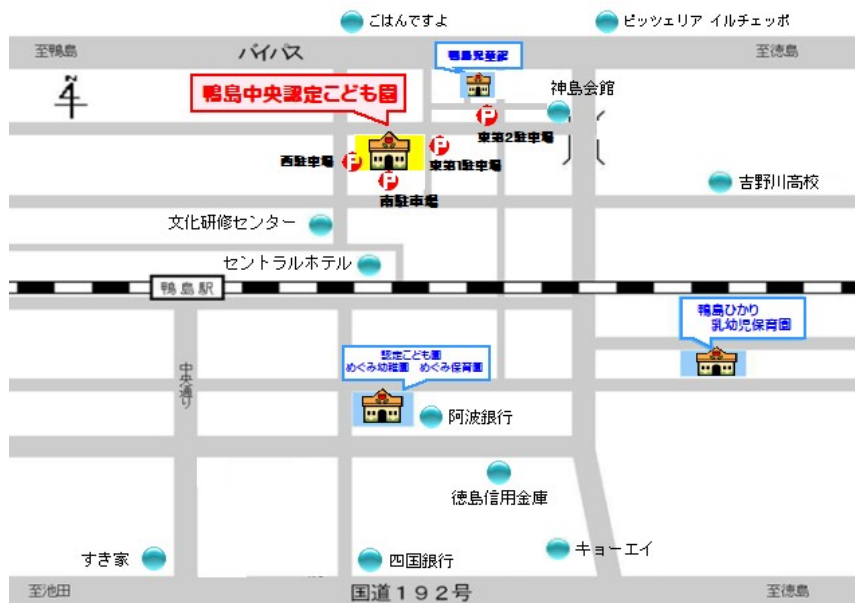 ごはんですよ
ピッツェリア イルチェッポ
至鴨島
バイパス
至徳島
鴨島児童館
N
神島会館
鴨島中央認定こども園
P
東第2駐車場
P
東第1駐車場
西駐車場
P
P
南駐車場
吉野川高校
文化研修センター
セントラルホテル
鴨島駅
鴨島ひかり
乳幼児保育園
中央通り
認定こども園
めぐみ幼稚園 めぐみ保育園
阿波銀行
徳島信用金庫
すき家
四国銀行
キョーエイ
至池田
国道192号
至徳島